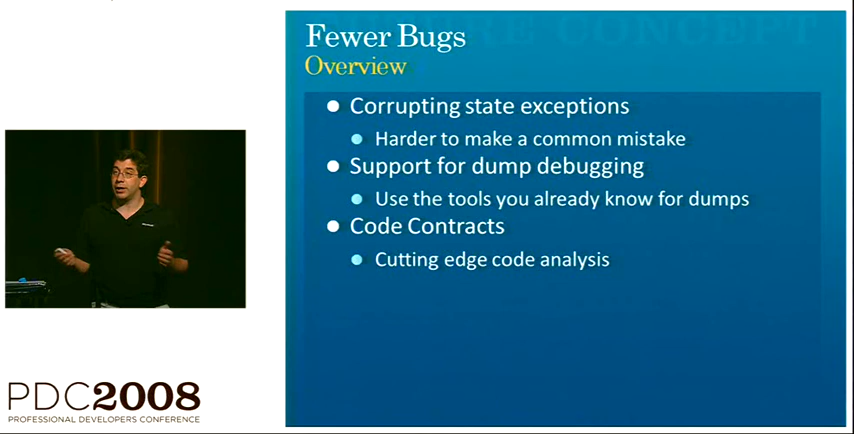 Fewer Bugs
Overview
Corrupting state exceptions
Harder to make a common mistake
Support for dump debugging
Use the tools you already know for dumps
Code Contracts
Cutting edge code analysis
PDC2008
PROFESSIONAL DEVELOPERS CONFERENCE